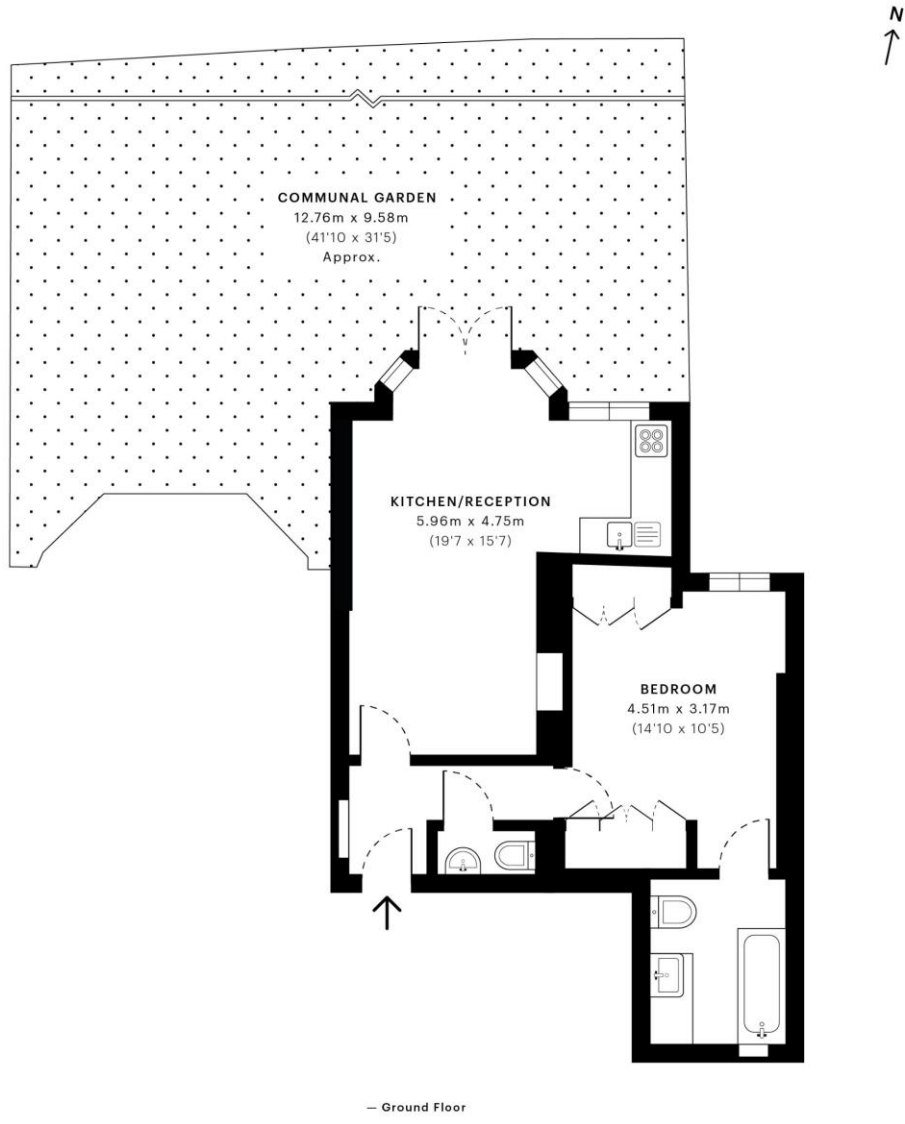 N
COMMUNAL GARDEN
12.76m x 9.58m
(41'10 x 31'5)
Approx.
KITCHEN/RECEPTION
5.96m x 4.75m
(19'7 x 15'7)
BEDROOM
4.51m x 3.17m
(14'10 x 10'5)
— Ground Floor